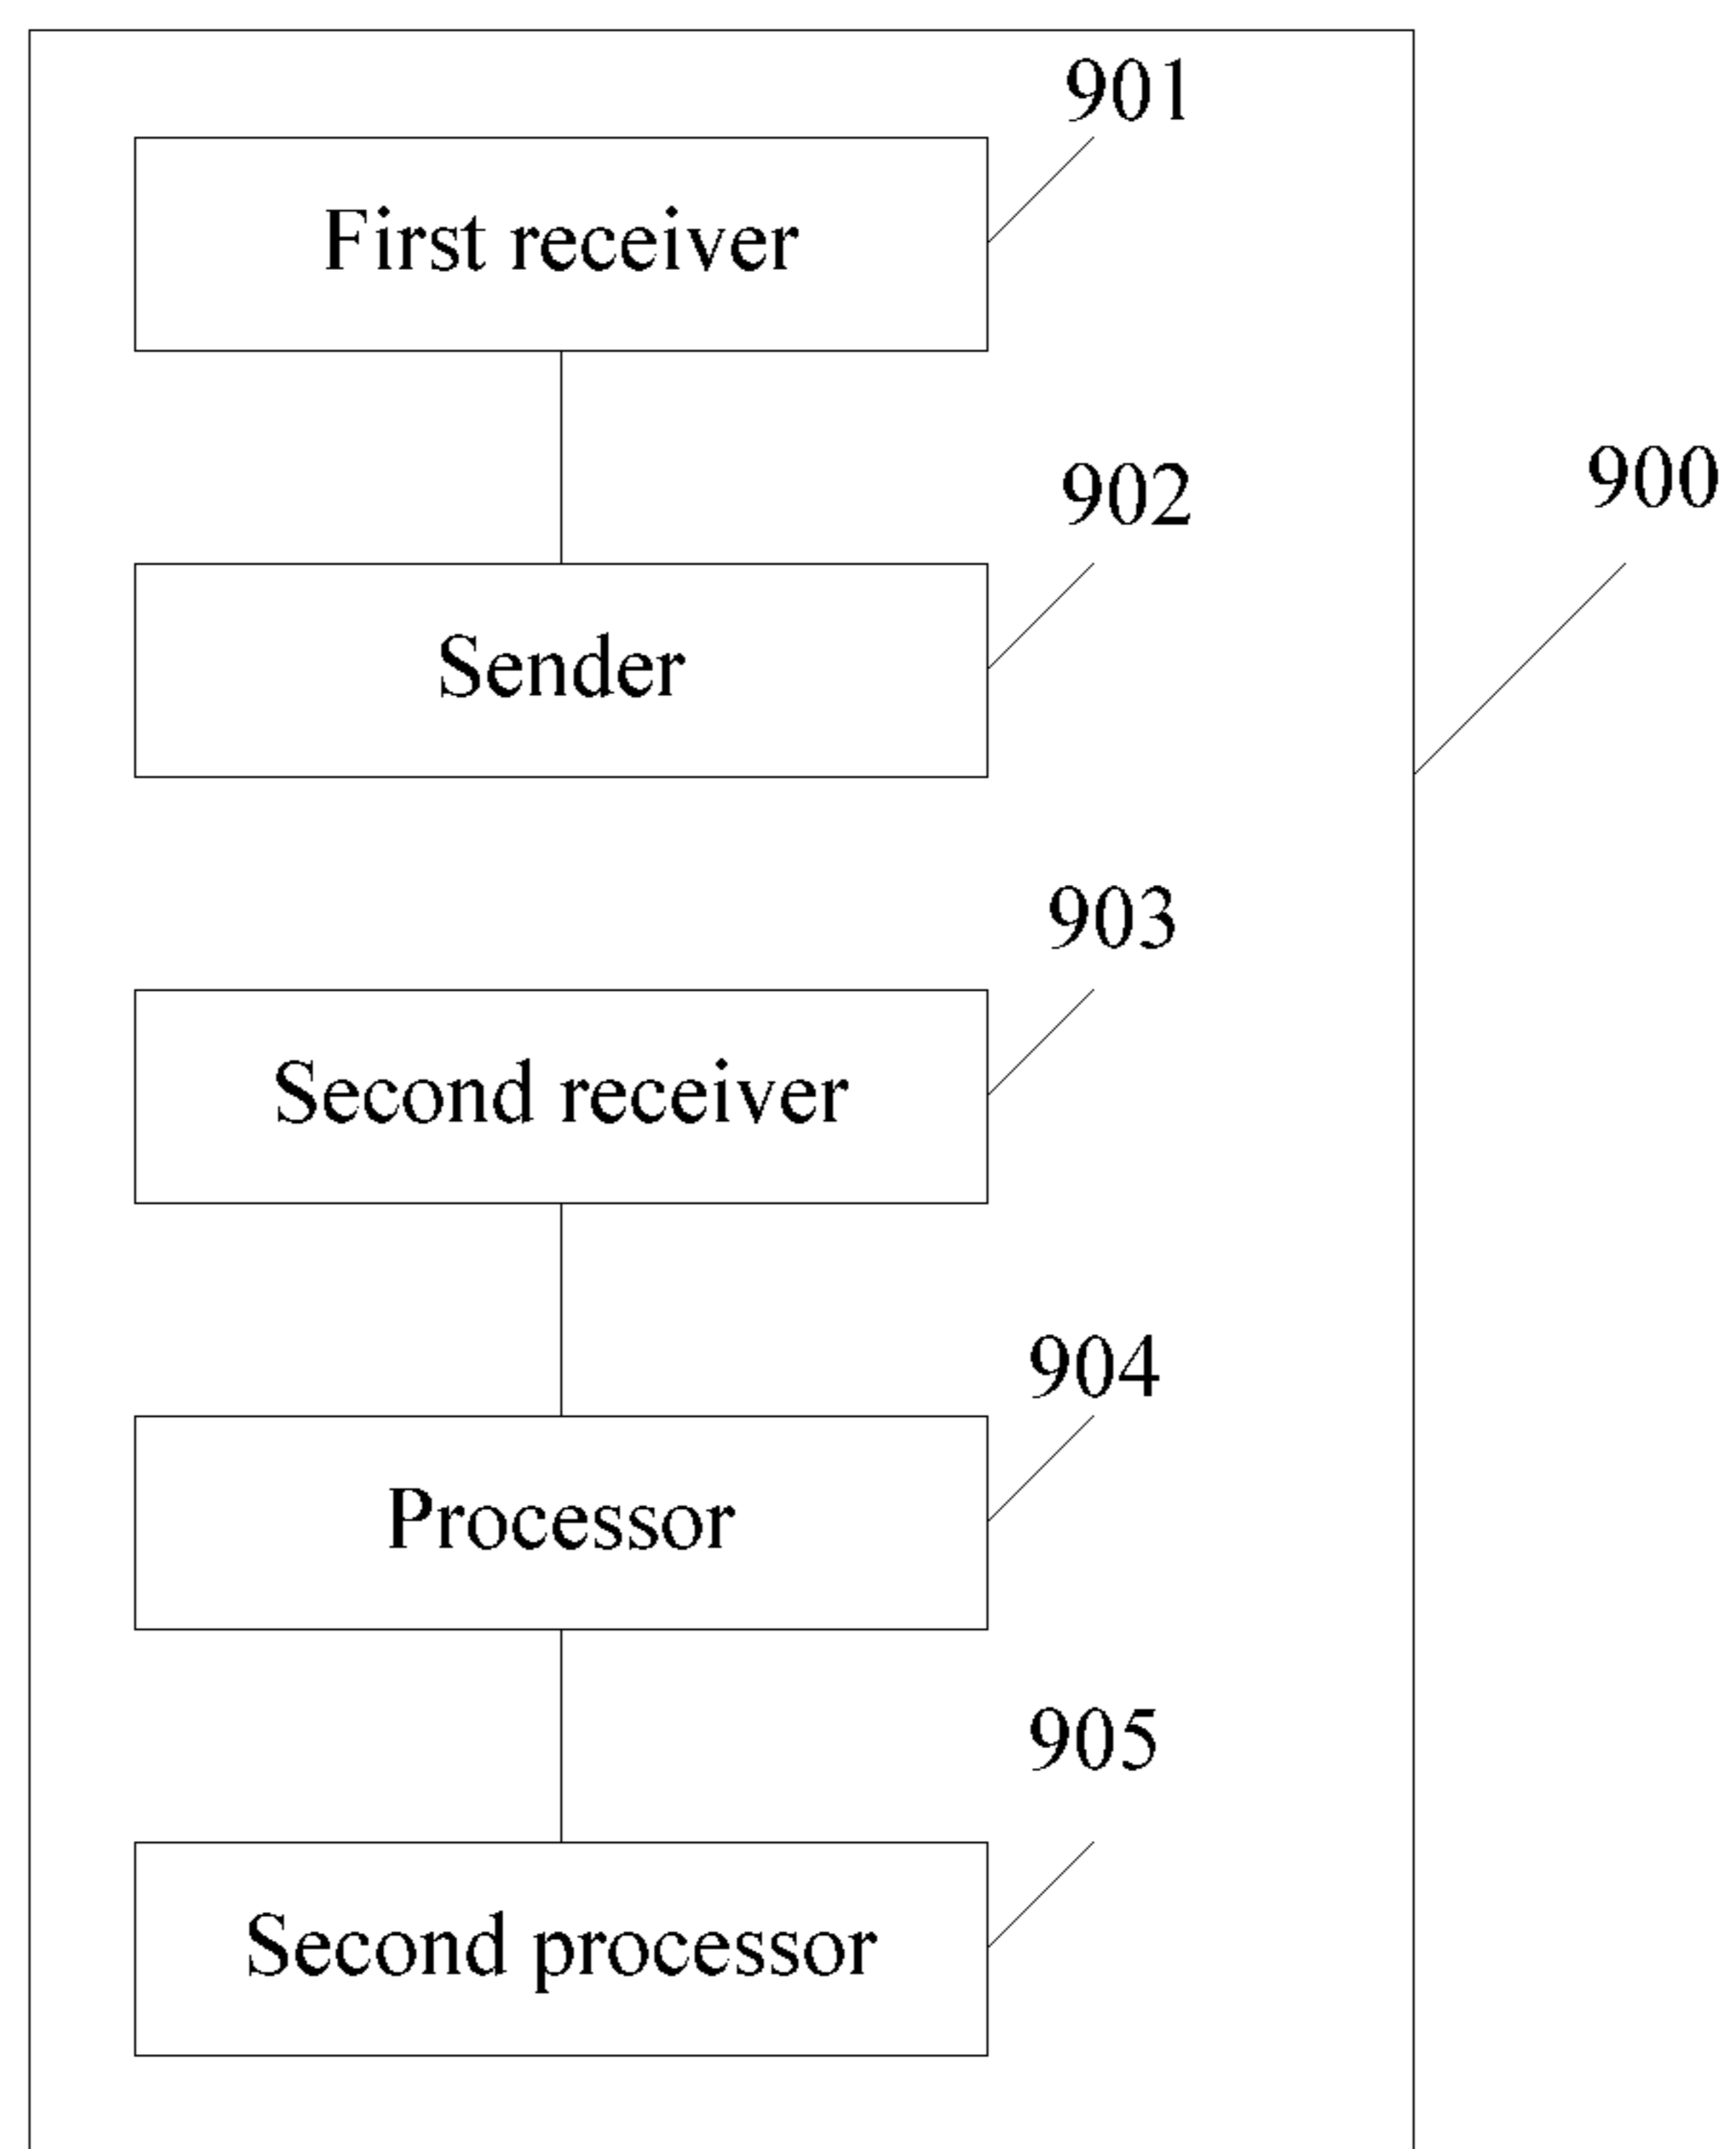 901
First receiver
902
900
Sender
903
Second receiver
904
Processor
905
Second processor